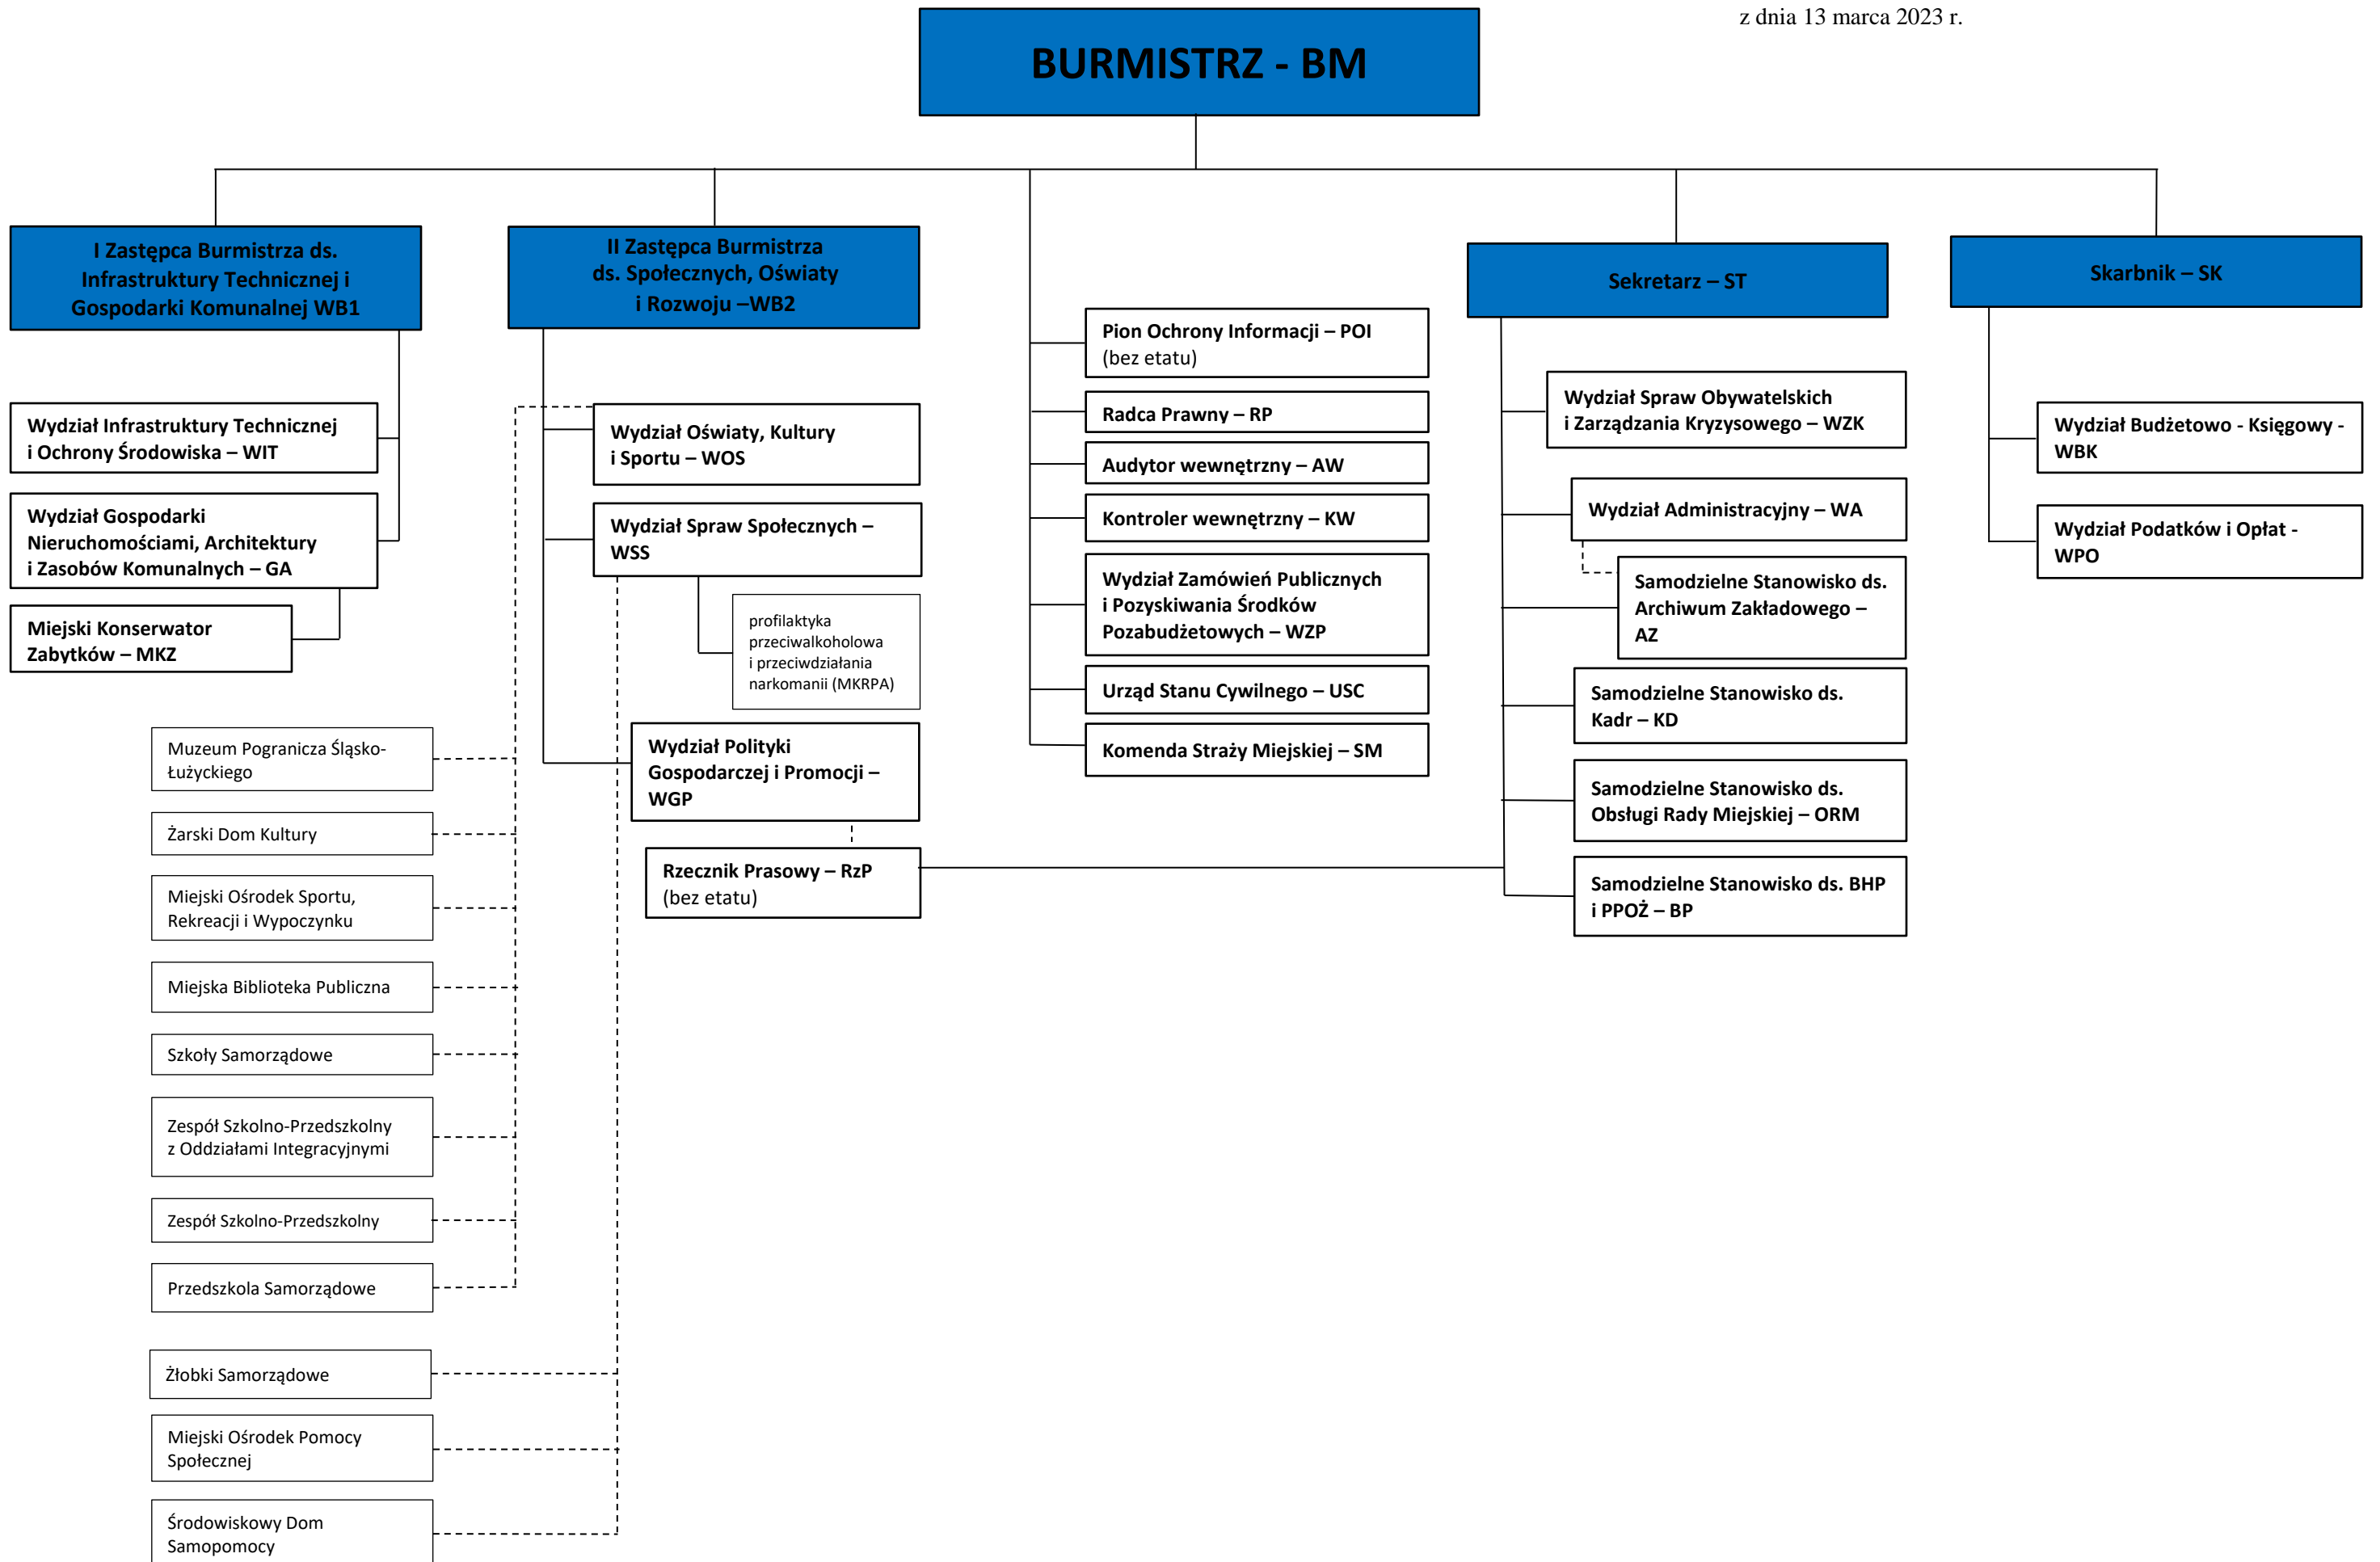 z dnia 13 marca 2023 r.
BURMISTRZ - BM
I Zastępca Burmistrza ds.
Infrastruktury Technicznej i
Gospodarki Komunalnej WB1
II Zastępca Burmistrza
ds. Społecznych, Oświaty
i Rozwoju –WB2
Sekretarz – ST
Skarbnik – SK
Wydział Infrastruktury Technicznej
i Ochrony Środowiska – WIT
Wydział Gospodarki
Nieruchomościami, Architektury
i Zasobów Komunalnych – GA
Miejski Konserwator
Zabytków – MKZ
Wydział Oświaty, Kultury
i Sportu – WOS
Wydział Spraw Społecznych –
WSS
profilaktyka
przeciwalkoholowa
i przeciwdziałania
narkomanii (MKRPA)
Wydział Polityki
Gospodarczej i Promocji –
WGP
Rzecznik Prasowy – RzP
(bez etatu)
Pion Ochrony Informacji – POI
(bez etatu)
Radca Prawny – RP
Audytor wewnętrzny – AW
Kontroler wewnętrzny – KW
Wydział Zamówień Publicznych
i Pozyskiwania Środków
Pozabudżetowych – WZP
Urząd Stanu Cywilnego – USC
Komenda Straży Miejskiej – SM
Wydział Spraw Obywatelskich
i Zarządzania Kryzysowego – WZK
Wydział Administracyjny – WA
Samodzielne Stanowisko ds.
Archiwum Zakładowego –
AZ
Samodzielne Stanowisko ds.
Kadr – KD
Samodzielne Stanowisko ds.
Obsługi Rady Miejskiej – ORM
Samodzielne Stanowisko ds. BHP
i PPOŻ – BP
Wydział Budżetowo - Księgowy -
WBK
Wydział Podatków i Opłat -
WPO
Muzeum Pogranicza Śląsko-
Łużyckiego
Żarski Dom Kultury
Miejski Ośrodek Sportu,
Rekreacji i Wypoczynku
Miejska Biblioteka Publiczna
Szkoły Samorządowe
Zespół Szkolno-Przedszkolny
z Oddziałami Integracyjnymi
Zespół Szkolno-Przedszkolny
Przedszkola Samorządowe
Żłobki Samorządowe
Miejski Ośrodek Pomocy
Społecznej
Środowiskowy Dom
Samopomocy